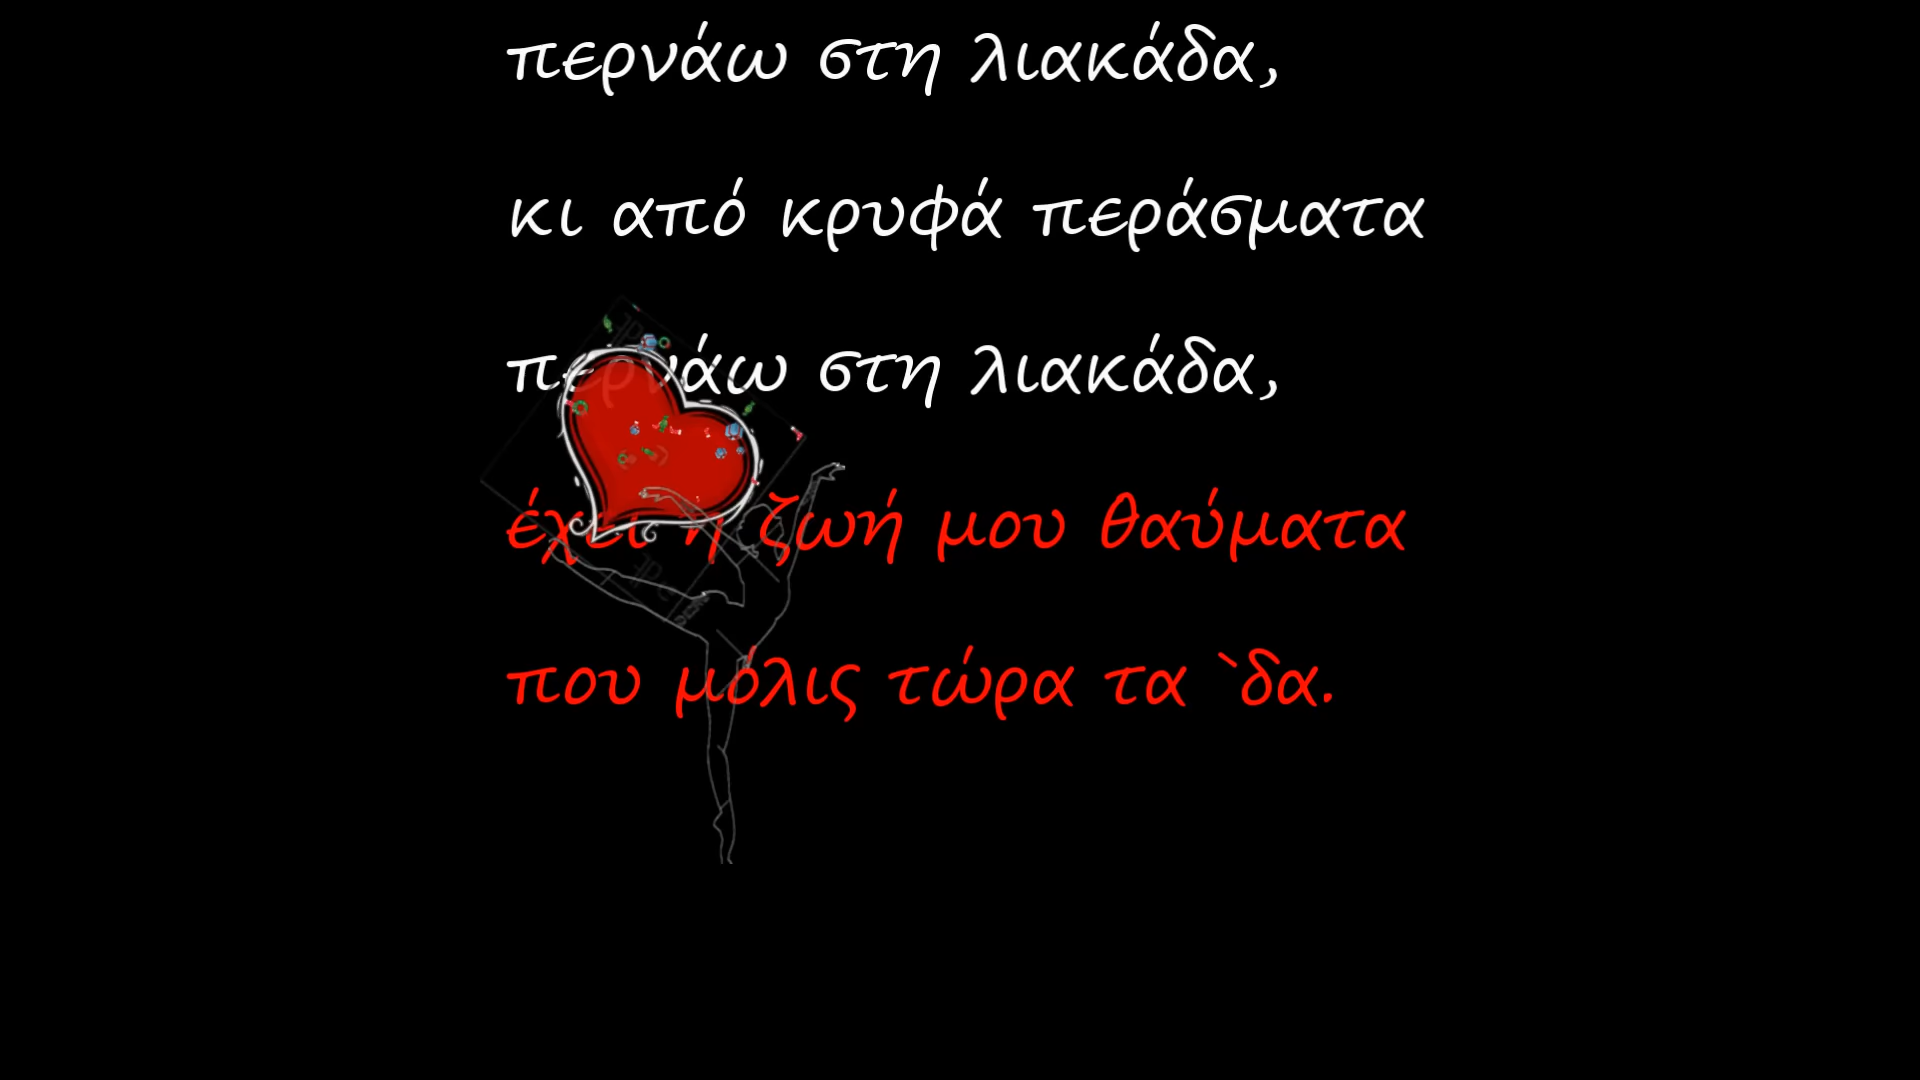 περνάω στη λιακάδα,
κι από κρυφά περάσματα
περνάω στη λιακάδα,
έχει η ζωή μου θαύματα
που μόλις τώρα τα `δα.